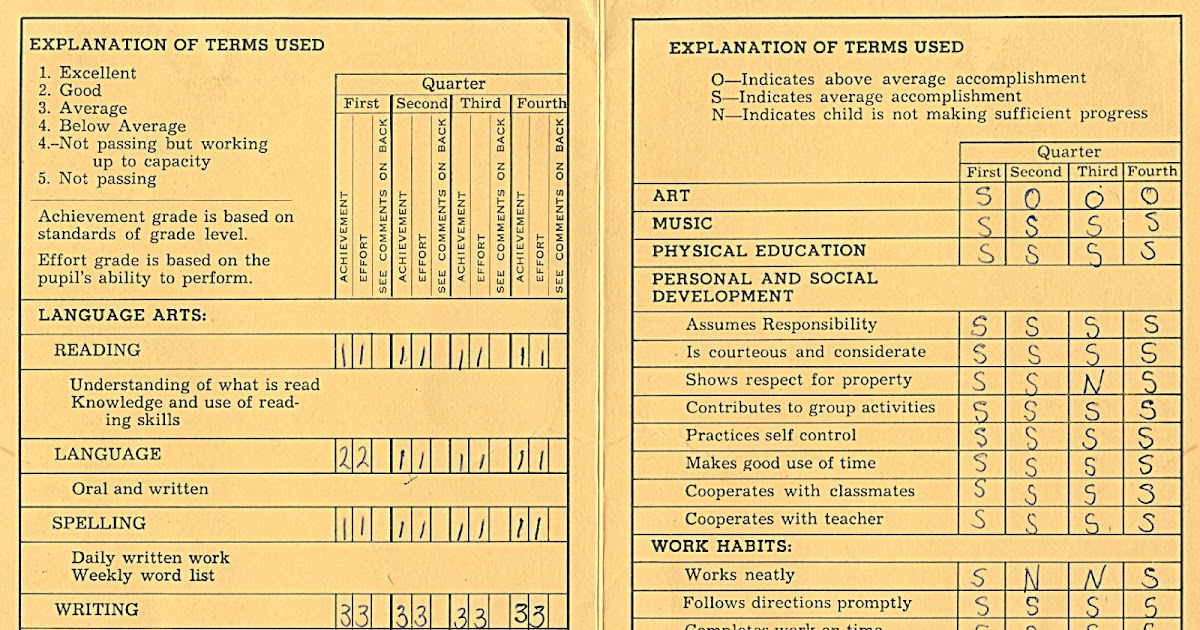 EXPLANATION OF TERMS USED
1. Excellent
2. Good
3. Average
4. Below Average
4.-Not passing but working
up to capacity
5. Not passing
Achievement grade is based on
standards of grade level.
Effort grade is based on the
pupil's ability to perform.
Quarter
First Second Third Fourth
ACHIEVEMENT EFFORT SEE COMMENTS ON BACK ACHIEVEMENT EFFORT SEE COMMENTS ON BACK ACHIEVEMENT EFFORT SEE COMMENTS ON BACK ACHIEVEMENT EFFORT SEE COMMENTS ON BACK
LANGUAGE ARTS:
READING 1 1 1 1 1 1 1 1
Understanding of what is read
Knowledge and use of read-
ing skills
LANGUAGE 2 2 1 1 1 1 1 1
Oral and written
SPELLING 1 1 1 1 1 1 1 1
Daily written work
Weekly word list
WRITING 3 3 3 3 3 3 3 3
EXPLANATION OF TERMS USED
O—Indicates above average accomplishment
S—Indicates average accomplishment
N—Indicates child is not making sufficient progress
Quarter
First Second Third Fourth
ART S O O O
MUSIC S S S S
PHYSICAL EDUCATION S S S S
PERSONAL AND SOCIAL
DEVELOPMENT
Assumes Responsibility S S S S
Is courteous and considerate S S S S
Shows respect for property S S N S
Contributes to group activities S S S S
Practices self control S S S S
Makes good use of time S S S S
Cooperates with classmates S S S S
Cooperates with teacher S S S S
WORK HABITS:
Works neatly S N N S
Follows directions promptly S S S S
Completes work on time